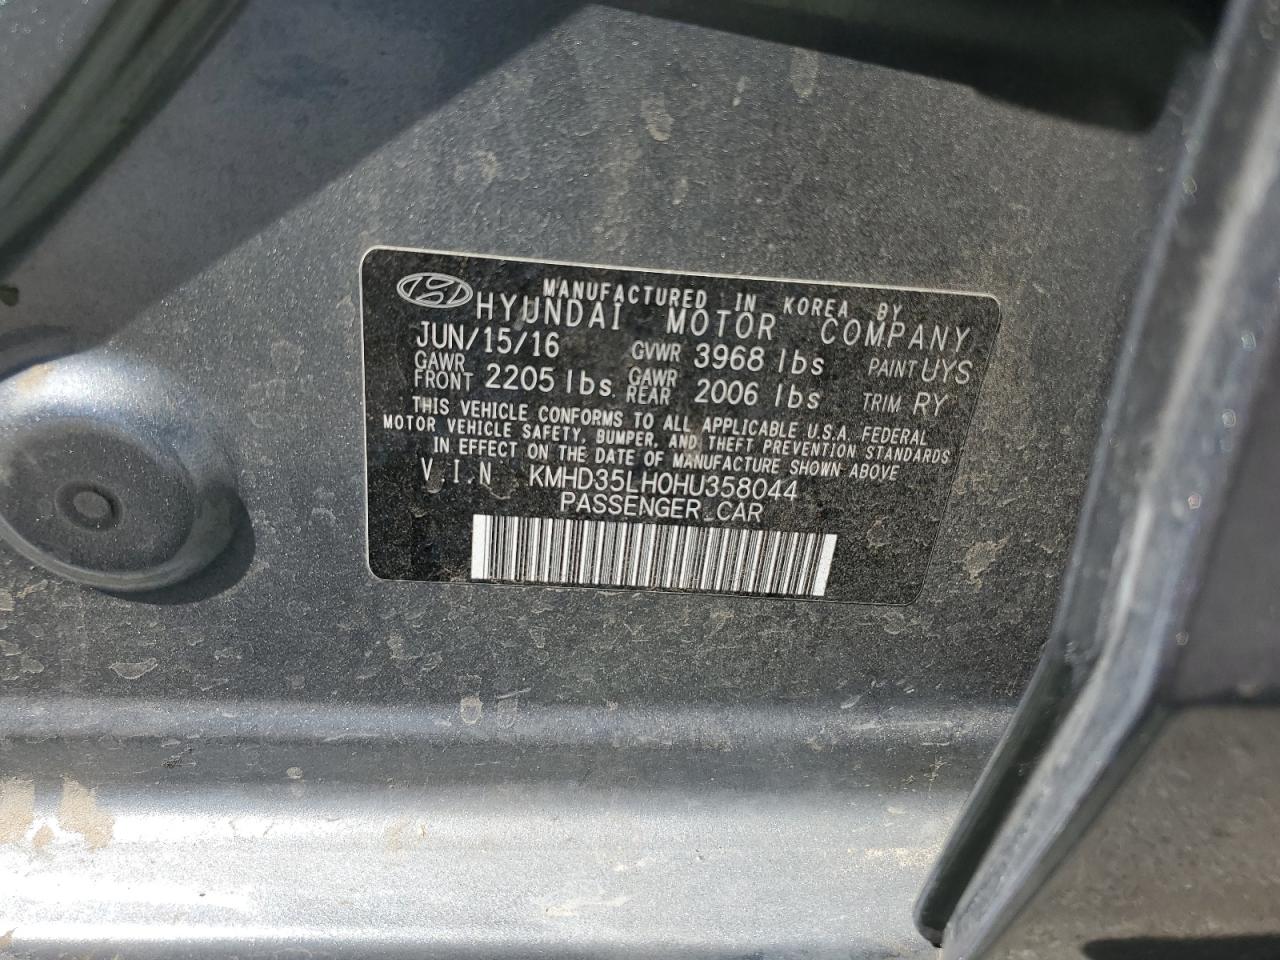 MANUFACTURED IN KOREA BY
HYUNDAI MOTOR COMPANY
JUN/15/16 GVWR 3968 lbs PAINT UYS
GAWR FRONT 2205 lbs. GAWR REAR 2006 lbs TRIM RY
THIS VEHICLE CONFORMS TO ALL APPLICABLE U.S.A. FEDERAL
MOTOR VEHICLE SAFETY, BUMPER, AND THEFT PREVENTION STANDARDS
IN EFFECT ON THE DATE OF MANUFACTURE SHOWN ABOVE
V.I.N KMHD35LH0HU358044
PASSENGER CAR